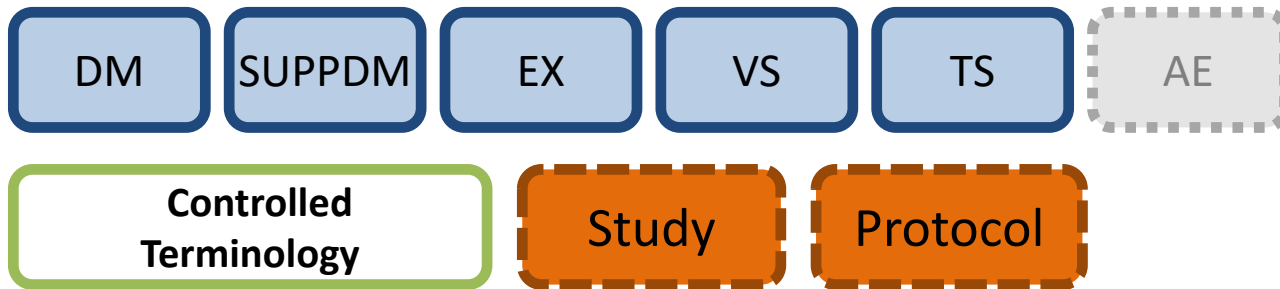 DM
SUPPDM
EX
VS
TS
AE
Controlled
Terminology
Study
Protocol